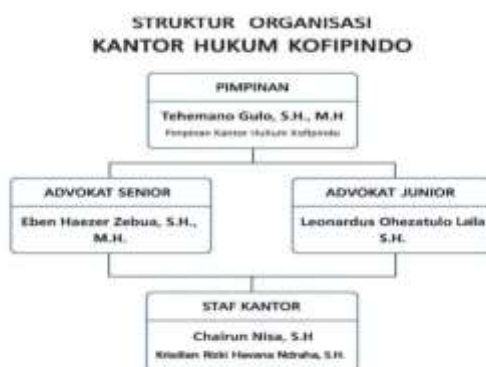 STRUKTUR ORGANISASI
KANTOR HUKUM KOFIPINDO
PIMPINAN
Tehemano Gulo, S.H., M.H
Pimpinan Kantor Hukum Kofipindo
ADVOKAT SENIOR
Eben Haezer Zebua, S.H.,
M.H.
ADVOKAT JUNIOR
Leonardus Ohezatulo Laila
S.H.
STAF KANTOR
Chairun Nisa, S.H
Rizki Havana Ndraha, S.H.